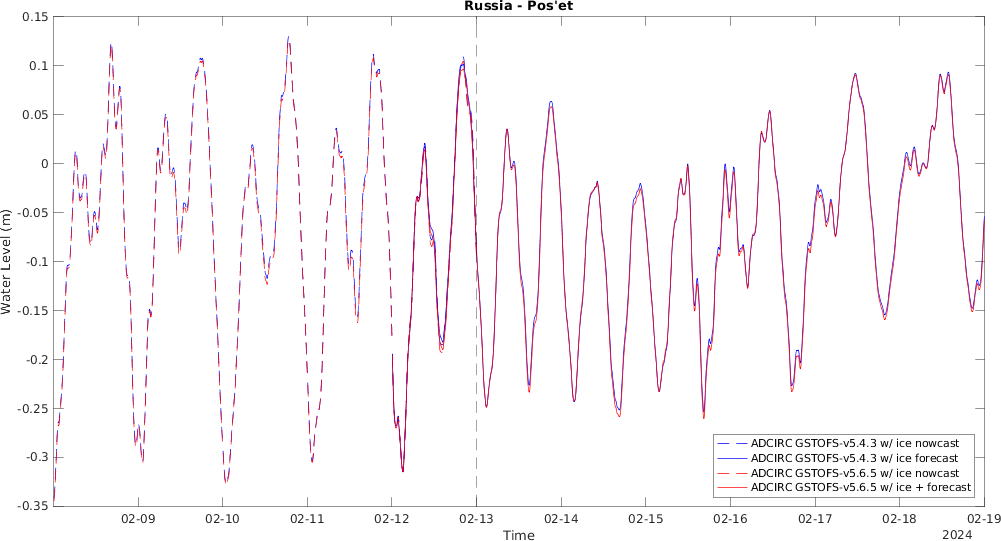 Russia - Pos'et
0.15
0.1
0.05
0
-0.05
-0.1
-0.15
-0.2
-0.25
-0.3
-0.35
Water Level (m)
ADCIRC GSTOFS-v5.4.3 w/ ice nowcast
ADCIRC GSTOFS-v5.4.3 w/ ice forecast
ADCIRC GSTOFS-v5.6.5 w/ ice nowcast
ADCIRC GSTOFS-v5.6.5 w/ ice + forecast
02-09 02-10 02-11 02-12 02-13 02-14 02-15 02-16 02-17 02-18 02-19
Time
2024